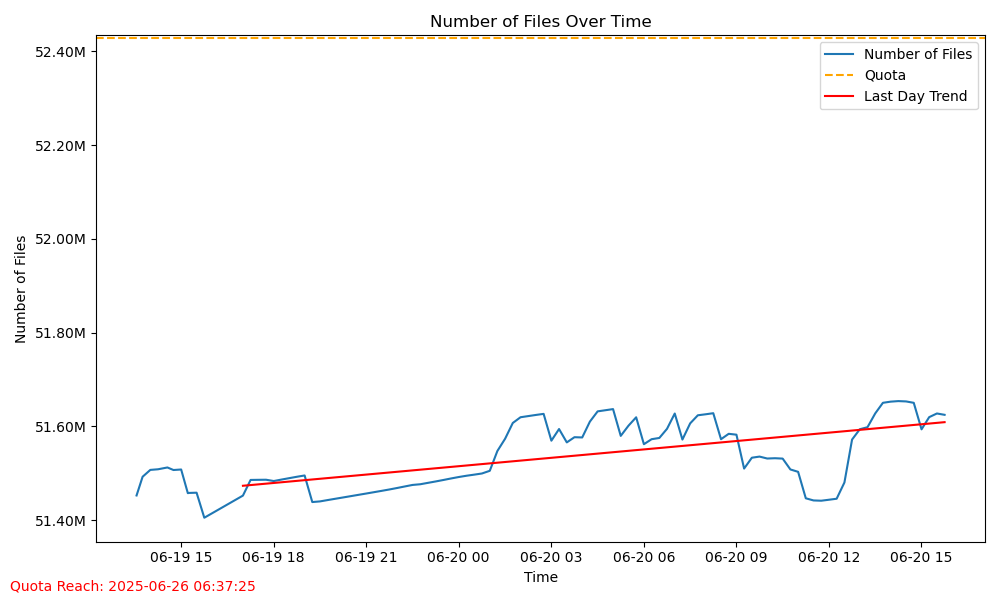 Number of Files Over Time
52.40M
52.20M
52.00M
51.80M
51.60M
51.40M
Number of Files
Number of Files
Quota
Last Day Trend
06-19 15
06-19 18
06-19 21
06-20 00
06-20 03
06-20 06
06-20 09
06-20 12
06-20 15
Time
Quota Reach: 2025-06-26 06:37:25